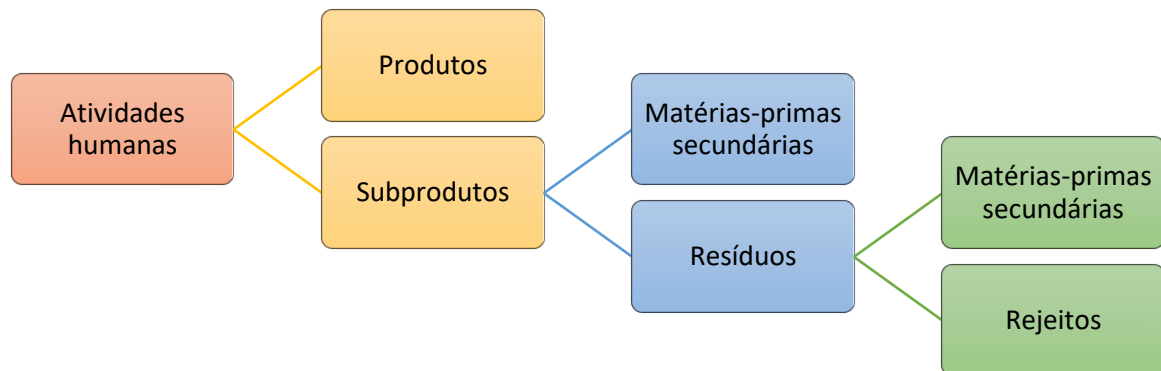 Atividades
humanas
Produtos
Subprodutos
Matérias-primas
secundárias
Resíduos
Matérias-primas
secundárias
Rejeitos